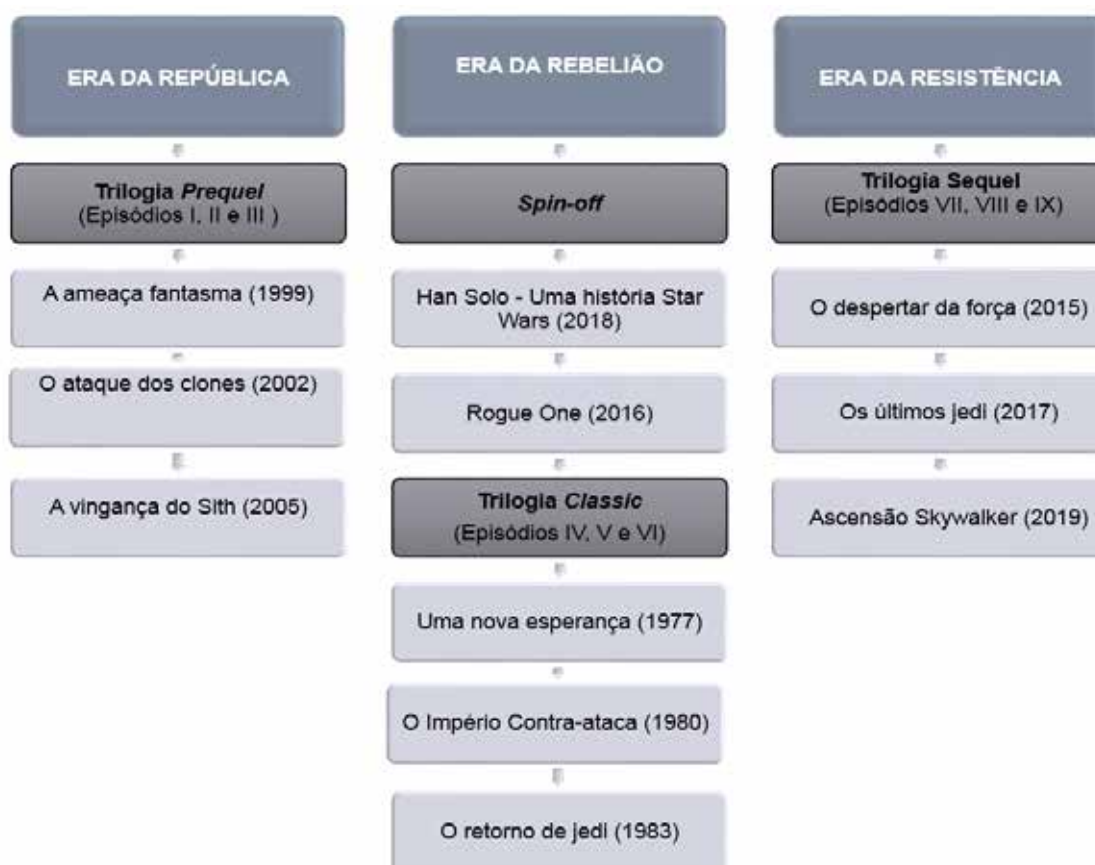 ERA DA REPÚBLICA
Trilogia Prequel
(Episódios I, II e III )
A ameaça fantasma (1999)
O ataque dos clones (2002)
A vingança do Sith (2005)
ERA DA REBELIÃO
Spin-off
Han Solo - Uma história Star
Wars (2018)
Rogue One (2016)
Trilogia Classic
(Episódios IV, V e VI)
Uma nova esperança (1977)
O Império Contra-ataca (1980)
O retorno de jedi (1983)
ERA DA RESISTÊNCIA
Trilogia Sequel
(Episódios VII, VIII e IX)
O despertar da força (2015)
Os últimos jedi (2017)
Ascensão Skywalker (2019)